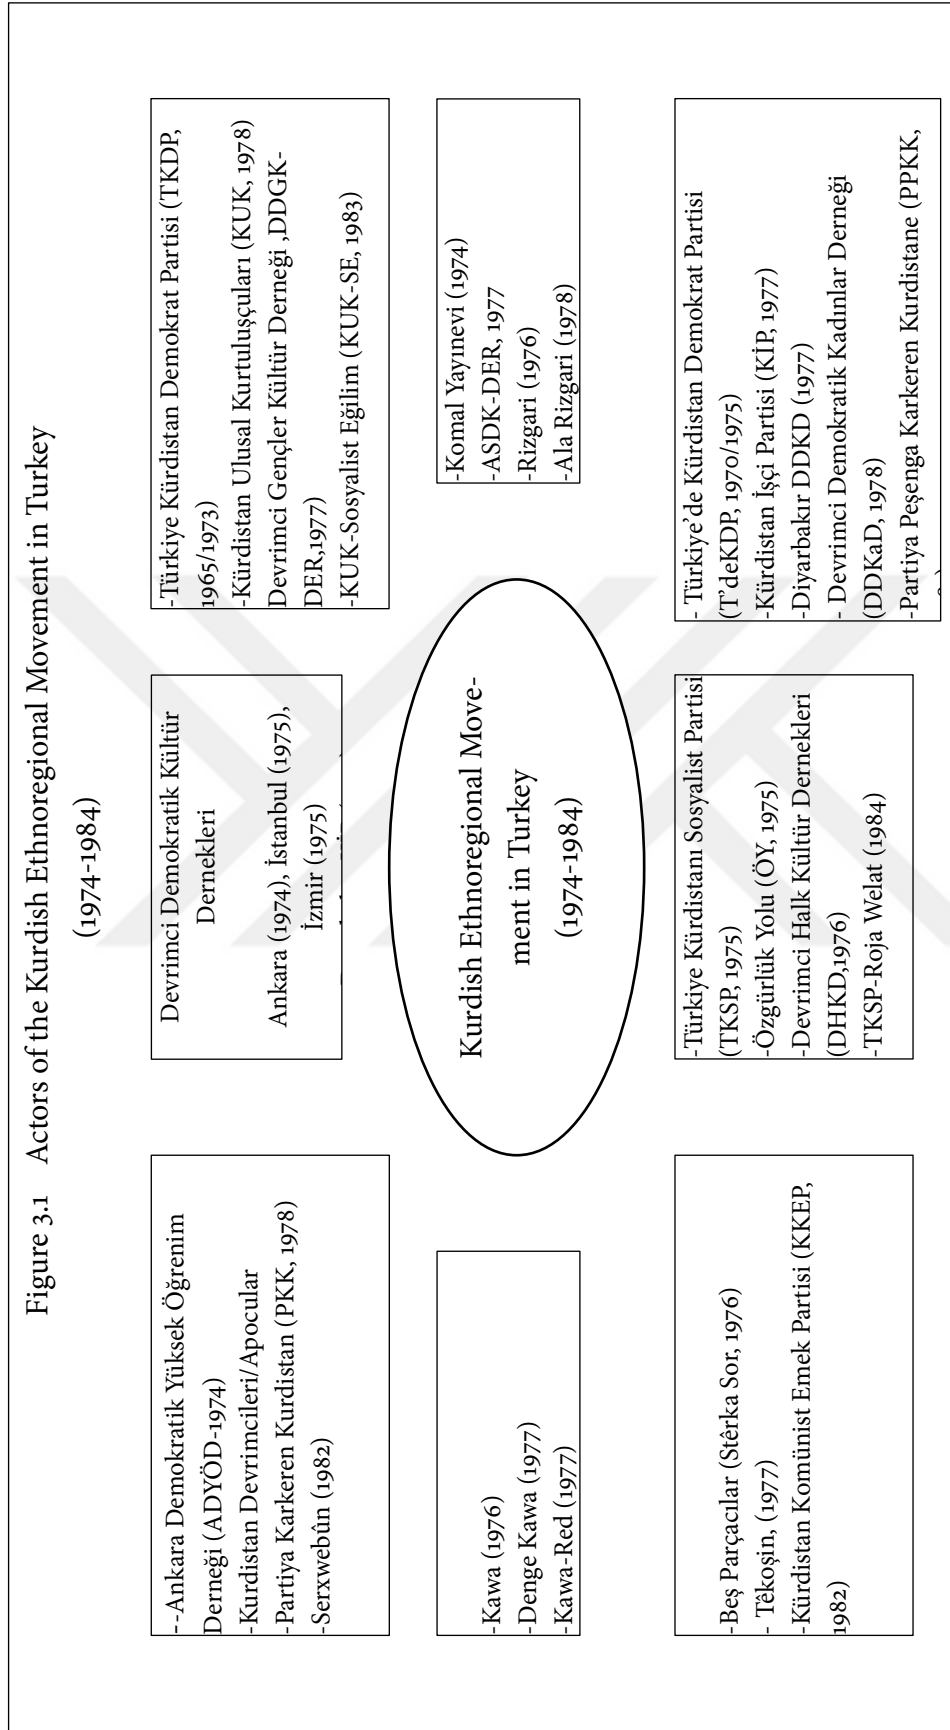 Figure 3.1 Actors of the Kurdish Ethnoregional Movement in Turkey
(1974-1984)
--Ankara Demokratik Yüksek Öğrenim
Derneği (ADYÖD-1974)
-Kurdistan Devrimcileri/Apocular
-Partiya Karkeren Kurdistan (PKK, 1978)
-Serxwebûn (1982)
Devrimci Demokratik Kültür
Dernekleri
Ankara (1974), İstanbul (1975),
İzmir (1975)
-Türkiye Kürdistan Demokrat Partisi (TKDP,
1965/1973)
-Kürdistan Ulusal Kurtuluşçuları (KUK, 1978)
Devrimci Gençler Kültür Derneği ,DDGK-
DER,1977)
-KUK-Sosyalist Eğilim (KUK-SE, 1983)
-Kawa (1976)
-Denge Kawa (1977)
-Kawa-Red (1977)
Kurdish Ethnoregional Move-
ment in Turkey
(1974-1984)
-Komal Yayınevi (1974)
-ASDK-DER, 1977
-Rizgari (1976)
-Ala Rizgari (1978)
-Beş Parçacılar (Stêrka Sor, 1976)
- Têkoşin, (1977)
-Kürdistan Komünist Emek Partisi (KKEP,
1982)
-Türkiye Kürdistanı Sosyalist Partisi
(TKSP, 1975)
-Özgürlük Yolu (ÖY, 1975)
-Devrimci Halk Kültür Dernekleri
(DHKD,1976)
-TKSP-Roja Welat (1984)
- Türkiye’de Kürdistan Demokrat Partisi
(T’deKDP, 1970/1975)
-Kürdistan İşçi Partisi (KİP, 1977)
-Diyarbakır DDKD (1977)
- Devrimci Demokratik Kadınlar Derneği
(DDKaD, 1978)
-Partiya Peşenga Karkeren Kurdistane (PPKK,